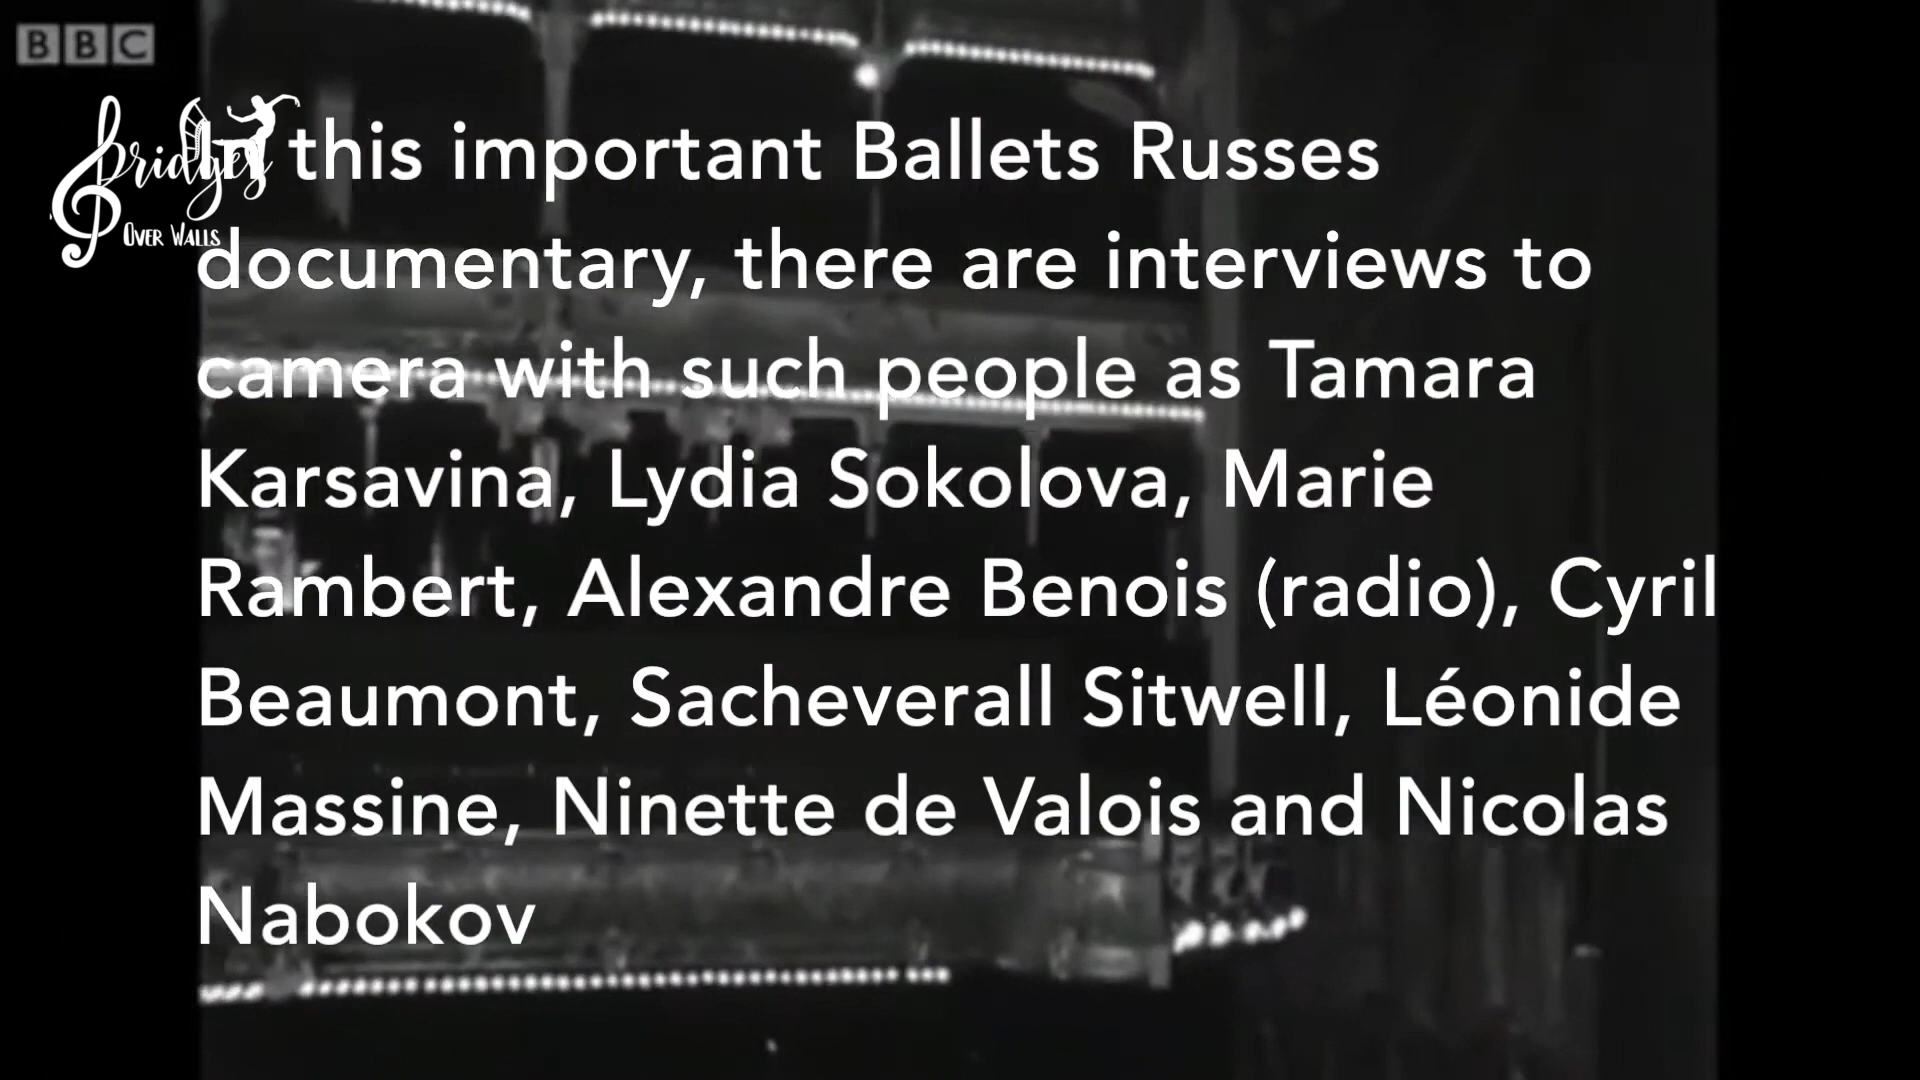 BBC
Bridges
Over Walls
In this important Ballets Russes
documentary, there are interviews to
camera with such people as Tamara
Karsavina, Lydia Sokolova, Marie
Rambert, Alexandre Benois (radio), Cyril
Beaumont, Sacheverall Sitwell, Léonide
Massine, Ninette de Valois and Nicolas
Nabokov